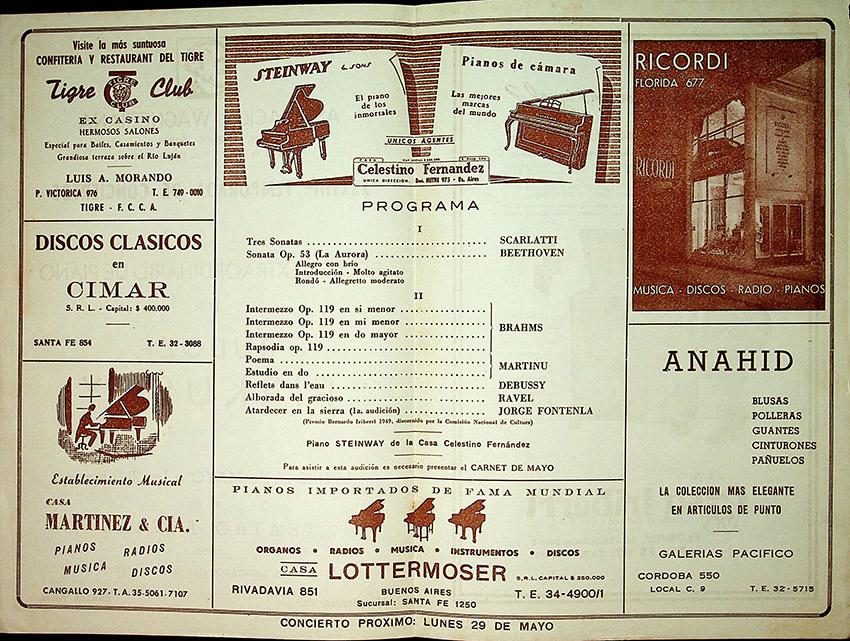 Visite la más suntuosa
CONFITERIA Y RESTAURANT DEL TIGRE
Tigre Club
TIGRE
CLUB
EX CASINO
HERMOSOS SALONES
Especial para Bailes, Casamientos y Banquetes
Grandiosa terraza sobre el Río Luján
LUIS A. MORANDO
P. VICTORICA 976 T. E. 749-0010
TIGRE - F. C. C. A.
DISCOS CLASICOS
en
CIMAR
S. R. L. - Capital: $ 400.000
SANTA FE 854 T. E. 32-3088
Establecimiento Musical
CASA
MARTINEZ & CIA.
PIANOS RADIOS
MUSICA DISCOS
CANGALLO 927-T.A. 35-5061-7107
STEINWAY & SONS
El piano
de los
inmortales
Pianos de cámara
Las mejores
marcas
del mundo
UNICOS AGENTES
CASA
Celestino Fernandez
UNICA DIRECCION. Bmé. MITRE 975 - Bs. Aires
PROGRAMA
I
Tres Sonatas SCARLATTI
Sonata Op. 53 (La Aurora) BEETHOVEN
Allegro con brio
Introducción - Molto agitato
Rondó - Allegretto moderato
II
Intermezzo Op. 119 en si menor
Intermezzo Op. 119 en mi menor
Intermezzo Op. 119 en do mayor
Rapsodia op. 119
BRAHMS
Poema
Estudio en do
MARTINU
Reflets dans l'eau DEBUSSY
Alborada del gracioso RAVEL
Atardecer en la sierra (1a. audición) JORGE FONTENLA
(Premio Bernardo Iriberri 1949, discernido por la Comisión Nacional de Cultura)
Piano STEINWAY de la Casa Celestino Fernández
Para asistir a esta audición es necesario presentar el CARNET DE MAYO
PIANOS IMPORTADOS DE FAMA MUNDIAL
ORGANOS • RADIOS • MUSICA • INSTRUMENTOS • DISCOS
CASA LOTTERMOSER S.R.L. CAPITAL $ 250.000
RIVADAVIA 851 BUENOS AIRES T. E. 34-4900/1
Sucursal: SANTA FE 1250
RICORDI
FLORIDA 677
RICORDI
MUSICA - DISCOS - RADIO - PIANOS
ANAHID
BLUSAS
POLLERAS
GUANTES
CINTURONES
PAÑUELOS
LA COLECCION MAS ELEGANTE
EN ARTICULOS DE PUNTO
GALERIAS PACIFICO
CORDOBA 550
LOCAL C. 9 T. E. 32-5715
CONCIERTO PROXIMO: LUNES 29 DE MAYO